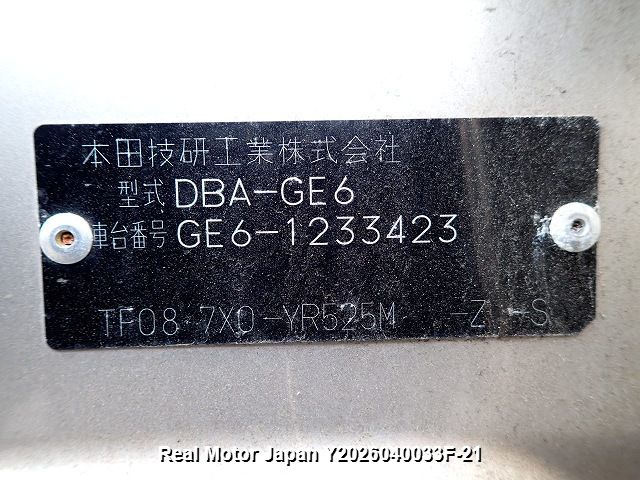 本田技研工業株式会社
型式 DBA-GE6
車台番号 GE6-1233423
TF08 7X0-YR525M -Z -S
Real Motor Japan Y2026040033F-21